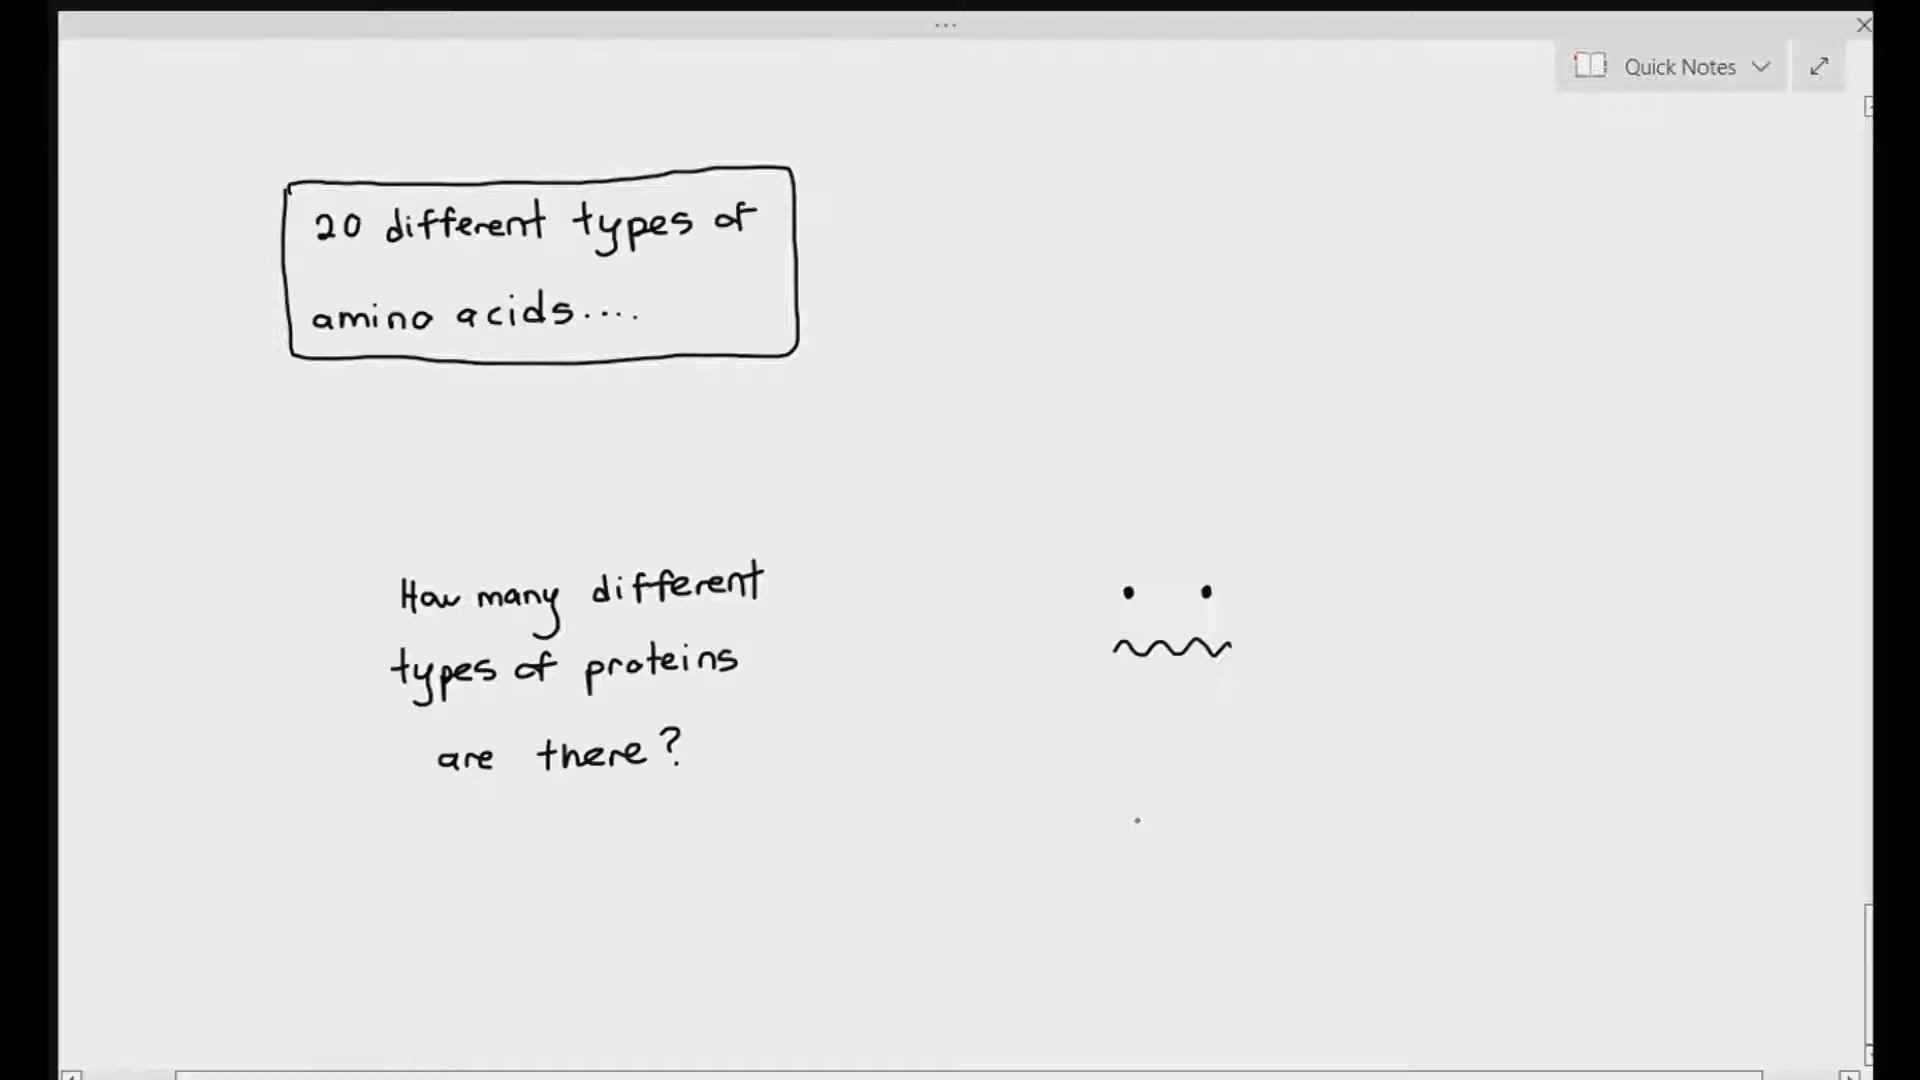 Quick Notes
20 different types of
amino acids....
How many different
types of proteins
are there?